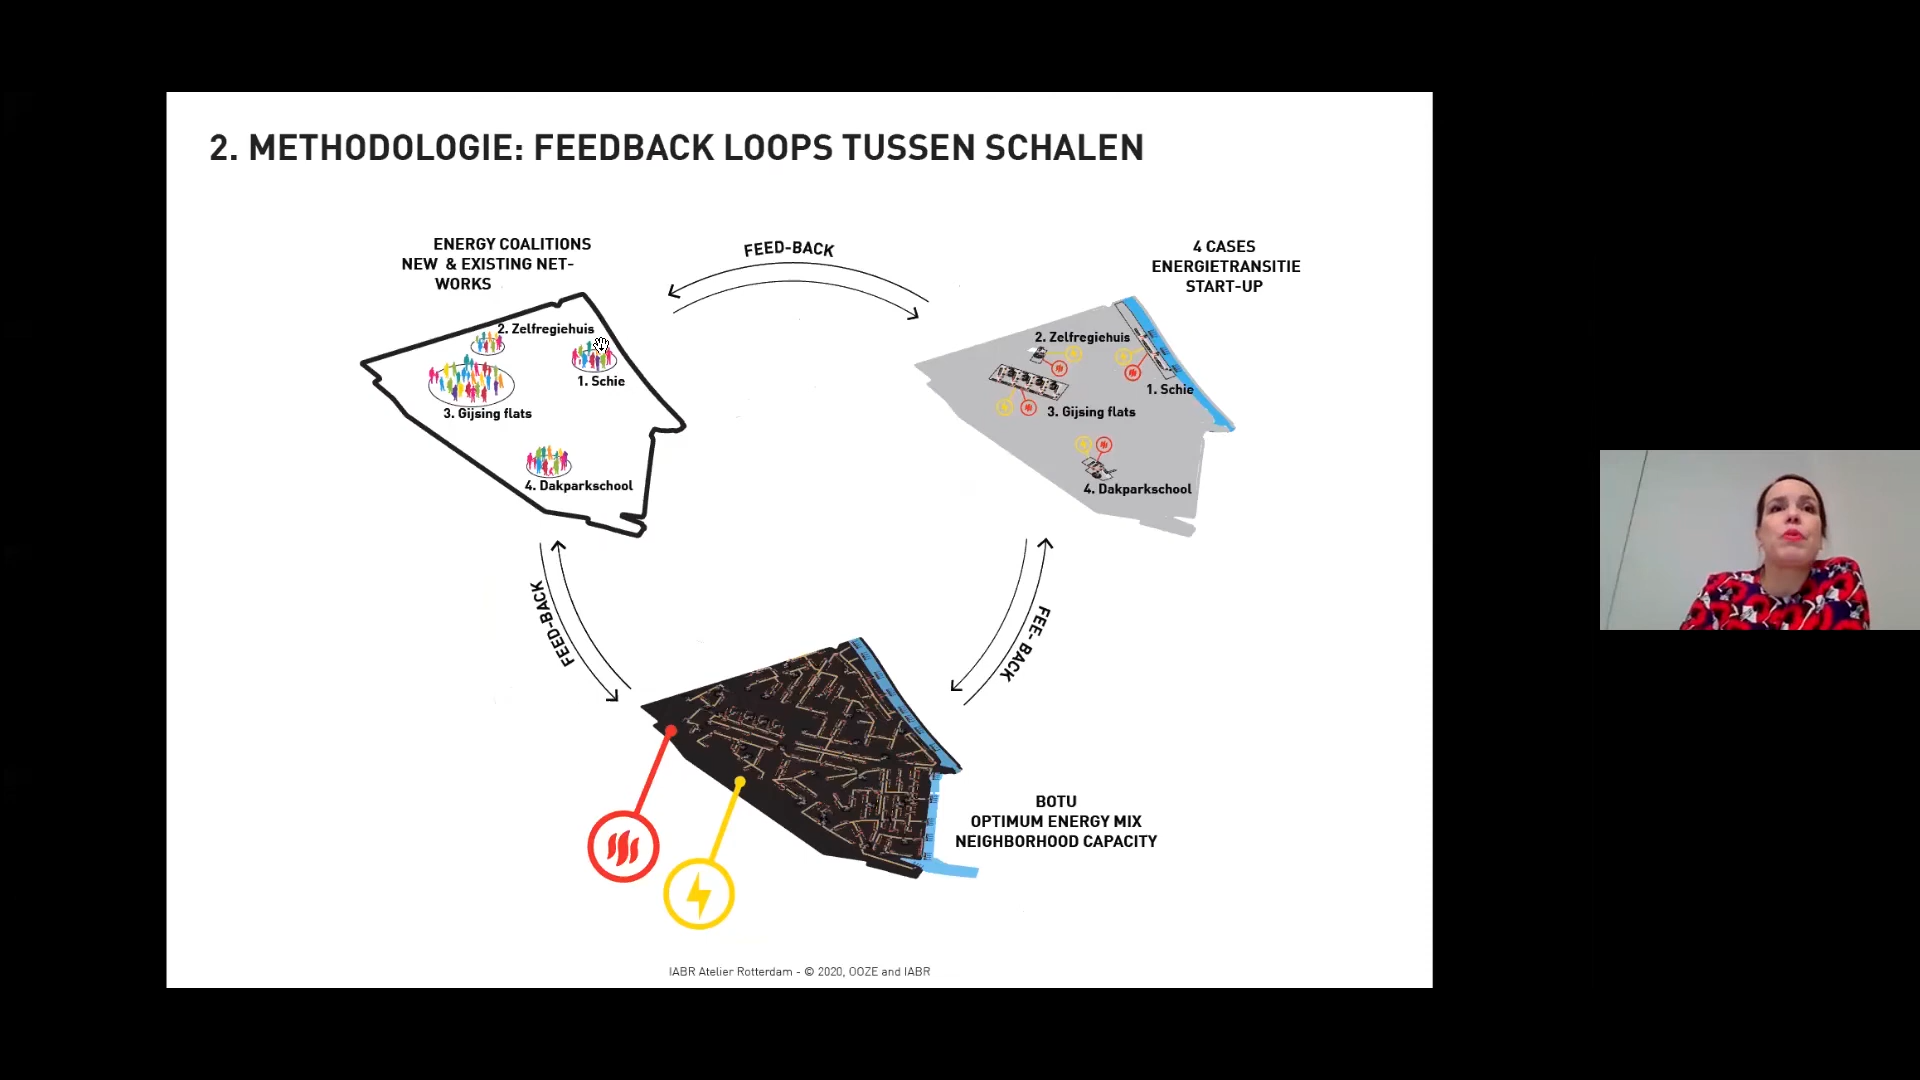 2. METHODOLOGIE: FEEDBACK LOOPS TUSSEN SCHALEN
ENERGY COALITIONS
NEW & EXISTING NET-
WORKS
FEED-BACK
4 CASES
ENERGIETRANSITIE
START-UP
2. Zelfregiehuis
1. Schie
3. Gijsing flats
4. Dakparkschool
2. Zelfregiehuis
1. Schie
3. Gijsing flats
4. Dakparkschool
FEED-BACK
FEE- BACK
BOTU
OPTIMUM ENERGY MIX
NEIGHBORHOOD CAPACITY
IABR Atelier Rotterdam - © 2020, OOZE and IABR